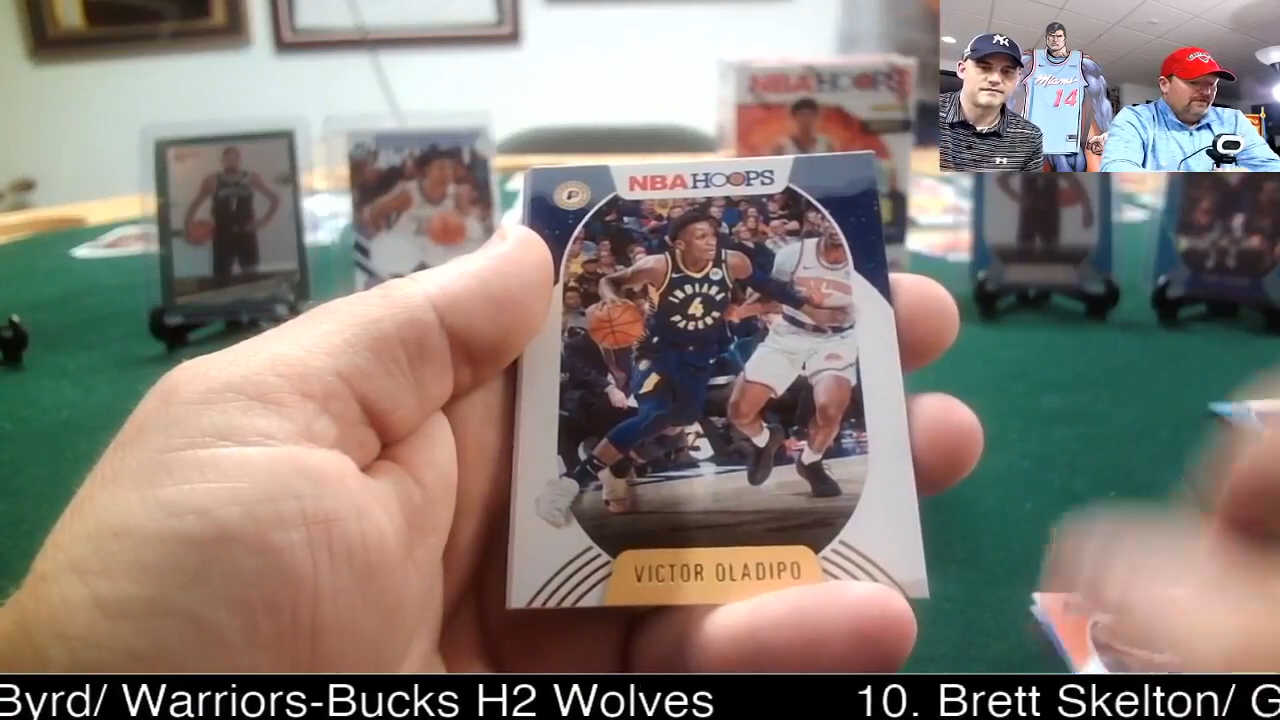 NBA HOOPS
NBA HOOPS
NY
Miami
14
INDIANA
4
PACERS
VICTOR OLADIPO
Byrd/ Warriors-Bucks H2 Wolves
10. Brett Skelton/ G